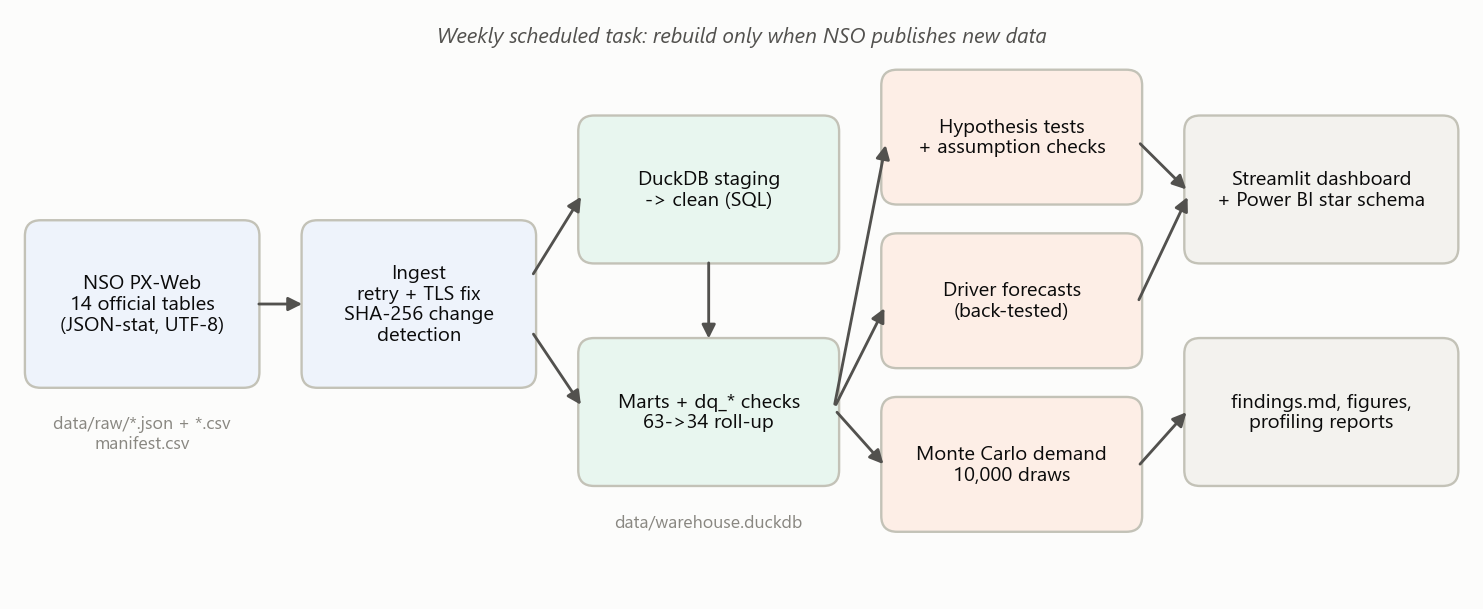 Weekly scheduled task: rebuild only when NSO publishes new data
NSO PX-Web
14 official tables
(JSON-stat, UTF-8)
data/raw/*.json + *.csv
manifest.csv
Ingest
retry + TLS fix
SHA-256 change
detection
DuckDB staging
-> clean (SQL)
Marts + dq_* checks
63->34 roll-up
data/warehouse.duckdb
Hypothesis tests
+ assumption checks
Driver forecasts
(back-tested)
Monte Carlo demand
10,000 draws
Streamlit dashboard
+ Power BI star schema
findings.md, figures,
profiling reports